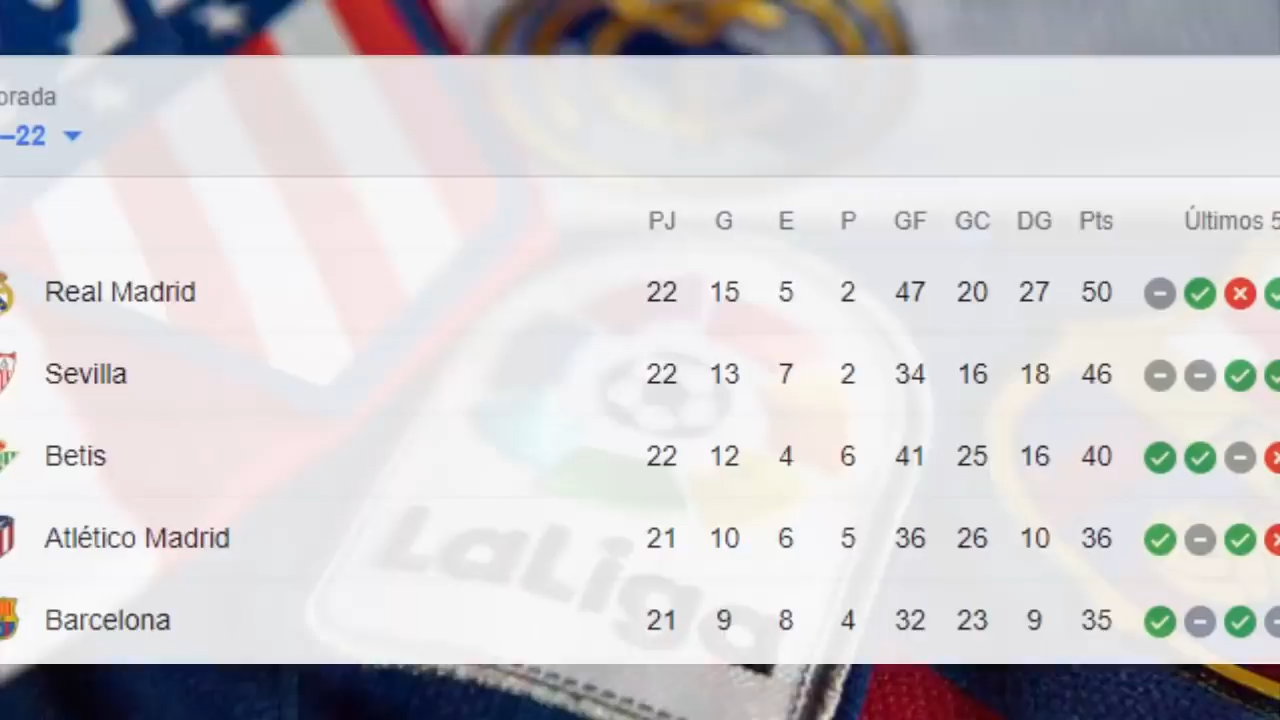 orada
–22
PJ G E P GF GC DG Pts Últimos 5
Real Madrid 22 15 5 2 47 20 27 50
Sevilla 22 13 7 2 34 16 18 46
Betis 22 12 4 6 41 25 16 40
Atlético Madrid 21 10 6 5 36 26 10 36
Barcelona 21 9 8 4 32 23 9 35
LaLiga